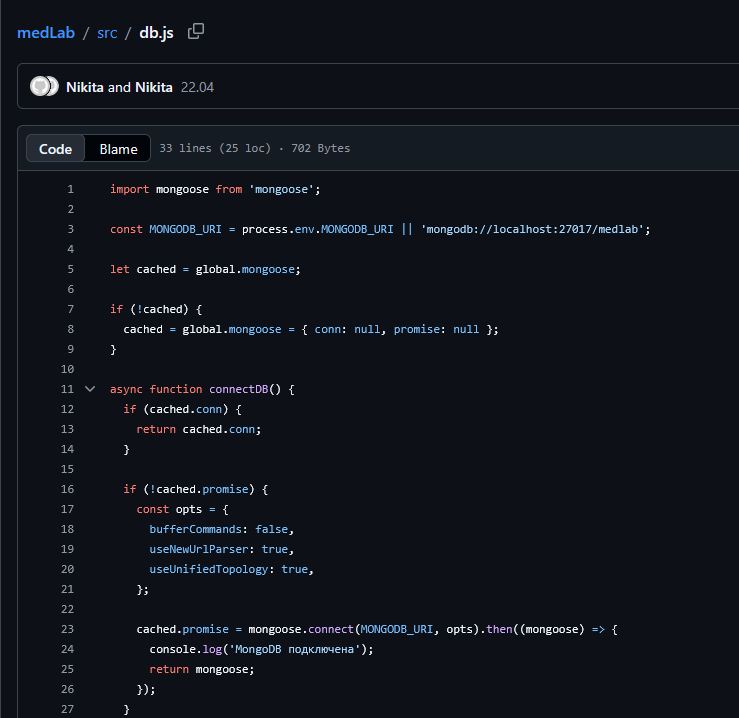 medLab / src / db.js
Nikita and Nikita 22.04
Code Blame 33 lines (25 loc) · 702 Bytes
1 import mongoose from 'mongoose';
2
3 const MONGODB_URI = process.env.MONGODB_URI || 'mongodb://localhost:27017/medlab';
4
5 let cached = global.mongoose;
6
7 if (!cached) {
8   cached = global.mongoose = { conn: null, promise: null };
9 }
10
11 async function connectDB() {
12   if (cached.conn) {
13     return cached.conn;
14   }
15
16   if (!cached.promise) {
17     const opts = {
18       bufferCommands: false,
19       useNewUrlParser: true,
20       useUnifiedTopology: true,
21     };
22
23     cached.promise = mongoose.connect(MONGODB_URI, opts).then((mongoose) => {
24       console.log('MongoDB подключена');
25       return mongoose;
26     });
27   }